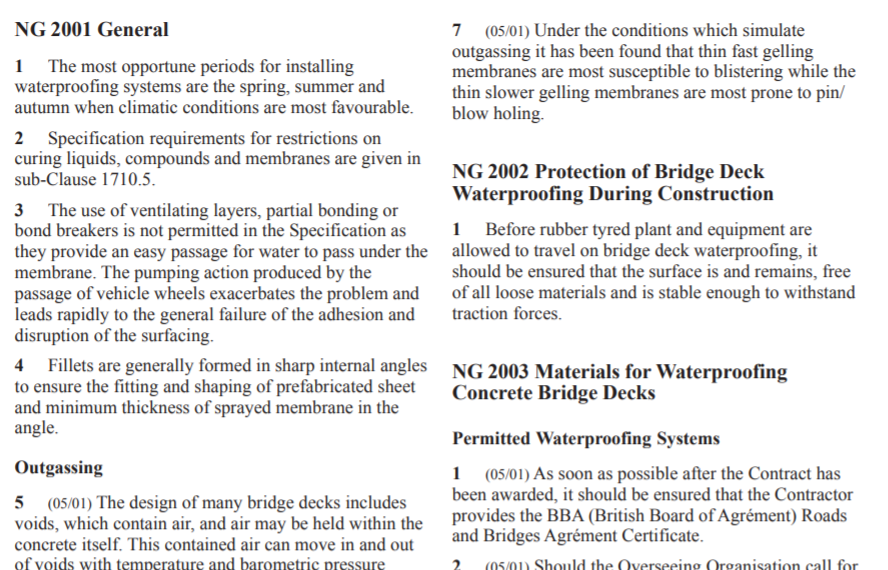 NG 2001 General
1 The most opportune periods for installing
waterproofing systems are the spring, summer and
autumn when climatic conditions are most favourable.
2 Specification requirements for restrictions on
curing liquids, compounds and membranes are given in
sub-Clause 1710.5.
3 The use of ventilating layers, partial bonding or
bond breakers is not permitted in the Specification as
they provide an easy passage for water to pass under the
membrane. The pumping action produced by the
passage of vehicle wheels exacerbates the problem and
leads rapidly to the general failure of the adhesion and
disruption of the surfacing.
4 Fillets are generally formed in sharp internal angles
to ensure the fitting and shaping of prefabricated sheet
and minimum thickness of sprayed membrane in the
angle.
Outgassing
5 (05/01) The design of many bridge decks includes
voids, which contain air, and air may be held within the
concrete itself. This contained air can move in and out
of voids with temperature and barometric pressure
7 (05/01) Under the conditions which simulate
outgassing it has been found that thin fast gelling
membranes are most susceptible to blistering while the
thin slower gelling membranes are most prone to pin/
blow holing.
NG 2002 Protection of Bridge Deck
Waterproofing During Construction
1 Before rubber tyred plant and equipment are
allowed to travel on bridge deck waterproofing, it
should be ensured that the surface is and remains, free
of all loose materials and is stable enough to withstand
traction forces.
NG 2003 Materials for Waterproofing
Concrete Bridge Decks
Permitted Waterproofing Systems
1 (05/01) As soon as possible after the Contract has
been awarded, it should be ensured that the Contractor
provides the BBA (British Board of Agrément) Roads
and Bridges Agrément Certificate.
2 (05/01) Should the Overseeing Organisation call for